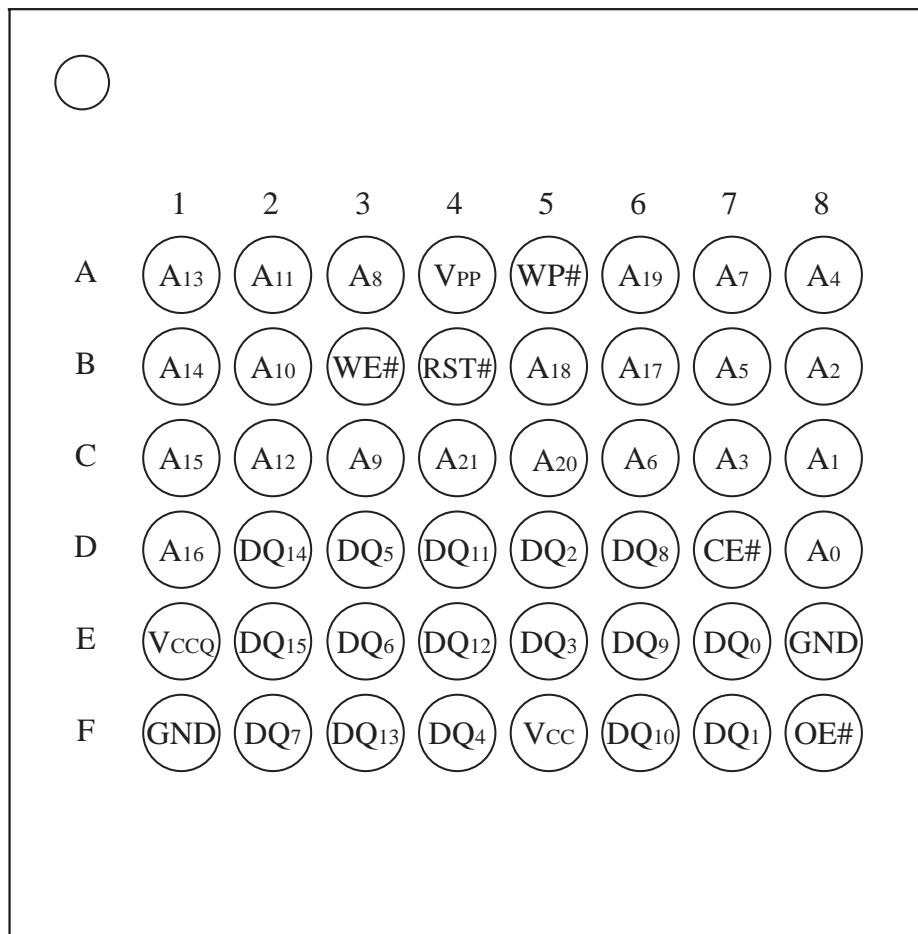 1 2 3 4 5 6 7 8
A A13 A11 A8 VPP WP# A19 A7 A4
B A14 A10 WE# RST# A18 A17 A5 A2
C A15 A12 A9 A21 A20 A6 A3 A1
D A16 DQ14 DQ5 DQ11 DQ2 DQ8 CE# A0
E VCCQ DQ15 DQ6 DQ12 DQ3 DQ9 DQ0 GND
F GND DQ7 DQ13 DQ4 VCC DQ10 DQ1 OE#